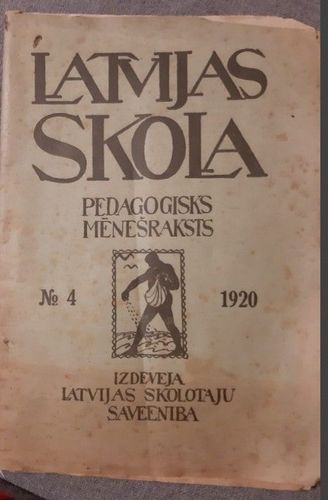 LATVIJAS
SKOLA
PEDAGOGISKS
MĒNEŠRAKSTS
№ 4 1920
IZDEVEJA
LATVIJAS SKOLOTAJU
SAVEENIBA